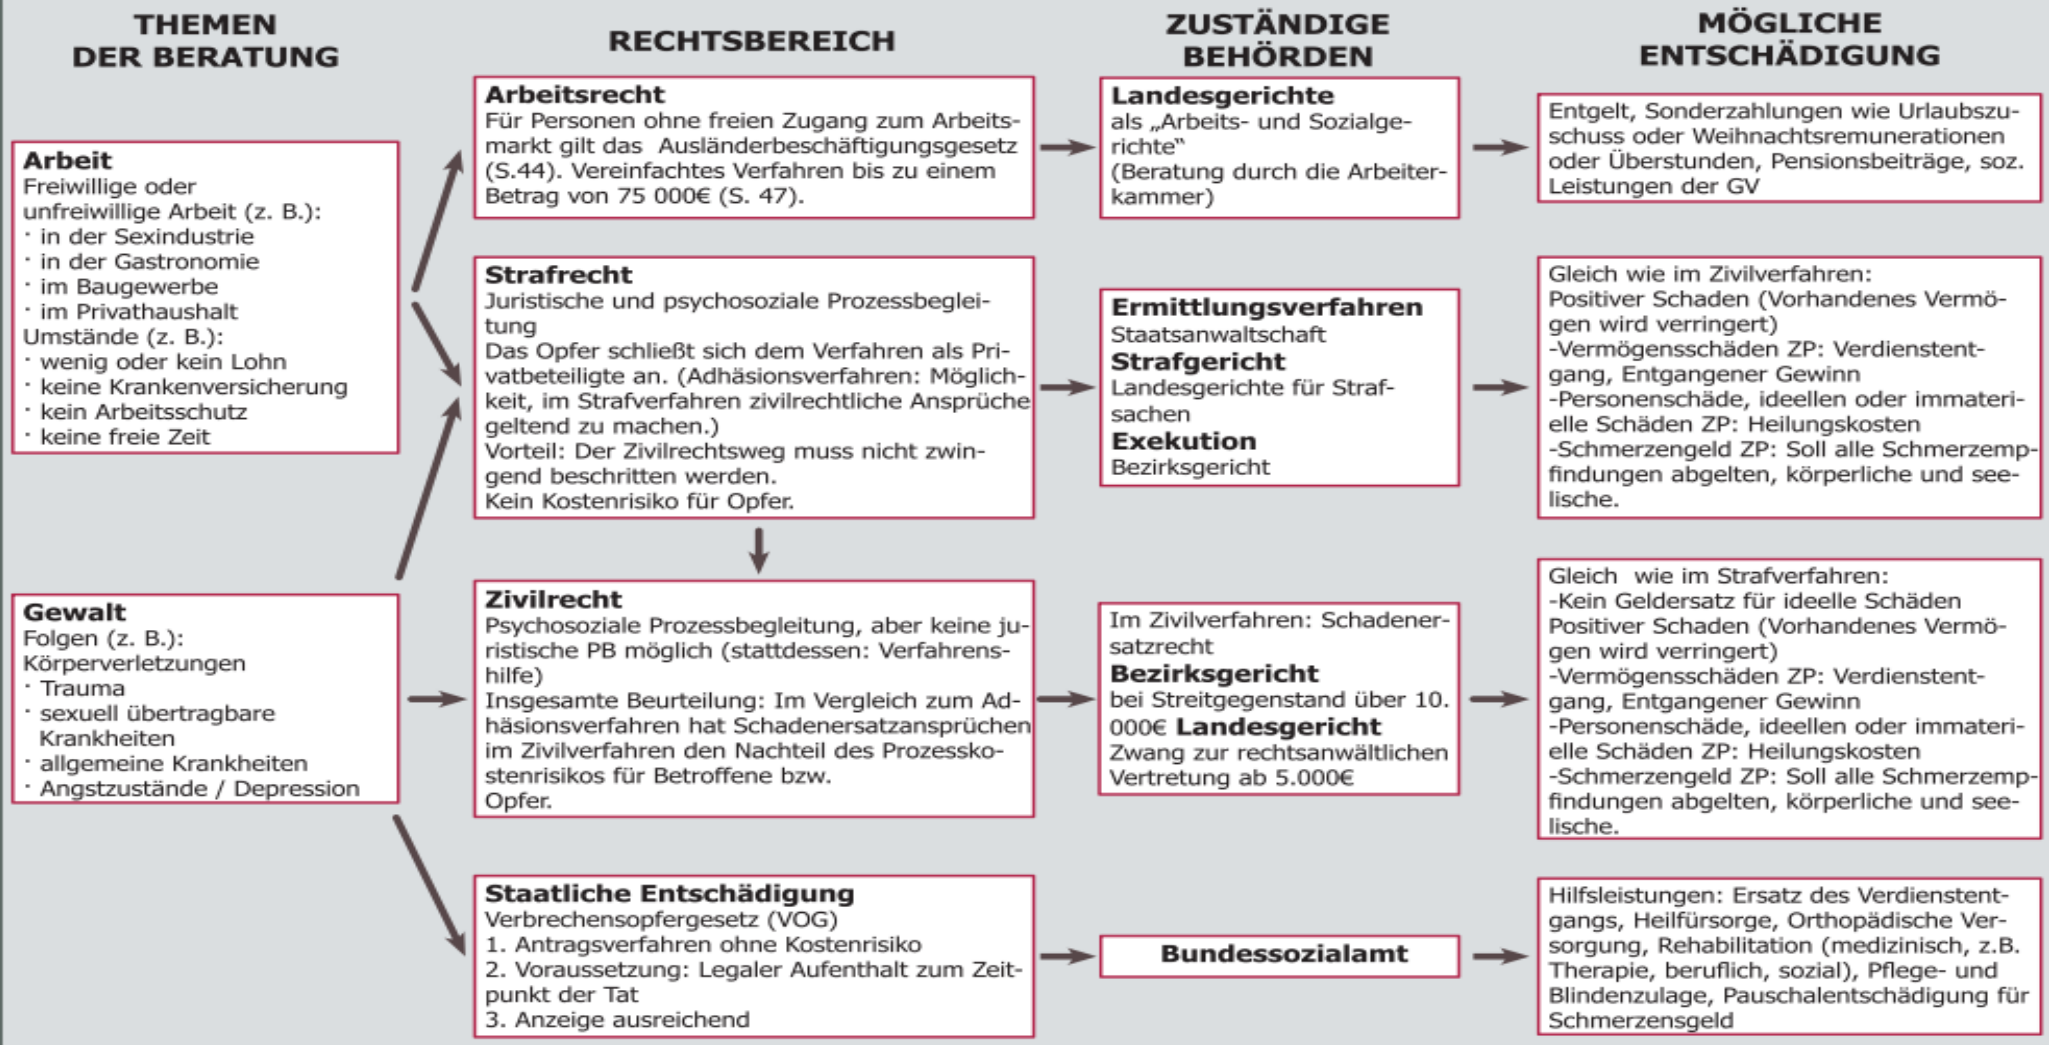 THEMEN
DER BERATUNG
RECHTSBEREICH
ZUSTÄNDIGE
BEHÖRDEN
MÖGLICHE
ENTSCHÄDIGUNG
Arbeit
Freiwillige oder
unfreiwillige Arbeit (z. B.):
· in der Sexindustrie
· in der Gastronomie
· im Baugewerbe
· im Privathaushalt
Umstände (z. B.):
· wenig oder kein Lohn
· keine Krankenversicherung
· kein Arbeitsschutz
· keine freie Zeit
Gewalt
Folgen (z. B.):
Körperverletzungen
· Trauma
· sexuell übertragbare
Krankheiten
· allgemeine Krankheiten
· Angstzustände / Depression
Arbeitsrecht
Für Personen ohne freien Zugang zum Arbeits-
markt gilt das Ausländerbeschäftigungsgesetz
(S.44). Vereinfachtes Verfahren bis zu einem
Betrag von 75 000€ (S. 47).
Landesgerichte
als „Arbeits- und Sozialge-
richte“
(Beratung durch die Arbeiter-
kammer)
Entgelt, Sonderzahlungen wie Urlaubszu-
schuss oder Weihnachtsremunerationen
oder Überstunden, Pensionsbeiträge, soz.
Leistungen der GV
Strafrecht
Juristische und psychosoziale Prozessbeglei-
tung
Das Opfer schließt sich dem Verfahren als Pri-
vatbeteiligte an. (Adhäsionsverfahren: Möglich-
keit, im Strafverfahren zivilrechtliche Ansprüche
geltend zu machen.)
Vorteil: Der Zivilrechtsweg muss nicht zwin-
gend beschritten werden.
Kein Kostenrisiko für Opfer.
Ermittlungsverfahren
Staatsanwaltschaft
Strafgericht
Landesgerichte für Straf-
sachen
Exekution
Bezirksgericht
Gleich wie im Zivilverfahren:
Positiver Schaden (Vorhandenes Vermö-
gen wird verringert)
-Vermögensschäden ZP: Verdienstent-
gang, Entgangener Gewinn
-Personenschäde, ideellen oder immateri-
elle Schäden ZP: Heilungskosten
-Schmerzengeld ZP: Soll alle Schmerzemp-
findungen abgelten, körperliche und see-
lische.
Zivilrecht
Psychosoziale Prozessbegleitung, aber keine ju-
ristische PB möglich (stattdessen: Verfahrens-
hilfe)
Insgesamte Beurteilung: Im Vergleich zum Ad-
häsionsverfahren hat Schadenersatzansprüchen
im Zivilverfahren den Nachteil des Prozessko-
stenrisikos für Betroffene bzw.
Opfer.
Im Zivilverfahren: Schadener-
satzrecht
Bezirksgericht
bei Streitgegenstand über 10.
000€ Landesgericht
Zwang zur rechtsanwältlichen
Vertretung ab 5.000€
Gleich wie im Strafverfahren:
-Kein Geldersatz für ideelle Schäden
Positiver Schaden (Vorhandenes Vermö-
gen wird verringert)
-Vermögensschäden ZP: Verdienstent-
gang, Entgangener Gewinn
-Personenschäde, ideellen oder immateri-
elle Schäden ZP: Heilungskosten
-Schmerzengeld ZP: Soll alle Schmerzemp-
findungen abgelten, körperliche und see-
lische.
Staatliche Entschädigung
Verbrechensopfergesetz (VOG)
1. Antragsverfahren ohne Kostenrisiko
2. Voraussetzung: Legaler Aufenthalt zum Zeit-
punkt der Tat
3. Anzeige ausreichend
Bundessozialamt
Hilfsleistungen: Ersatz des Verdienstent-
gangs, Heilfürsorge, Orthopädische Ver-
sorgung, Rehabilitation (medizinisch, z.B.
Therapie, beruflich, sozial), Pflege- und
Blindenzulage, Pauschalentschädigung für
Schmerzensgeld